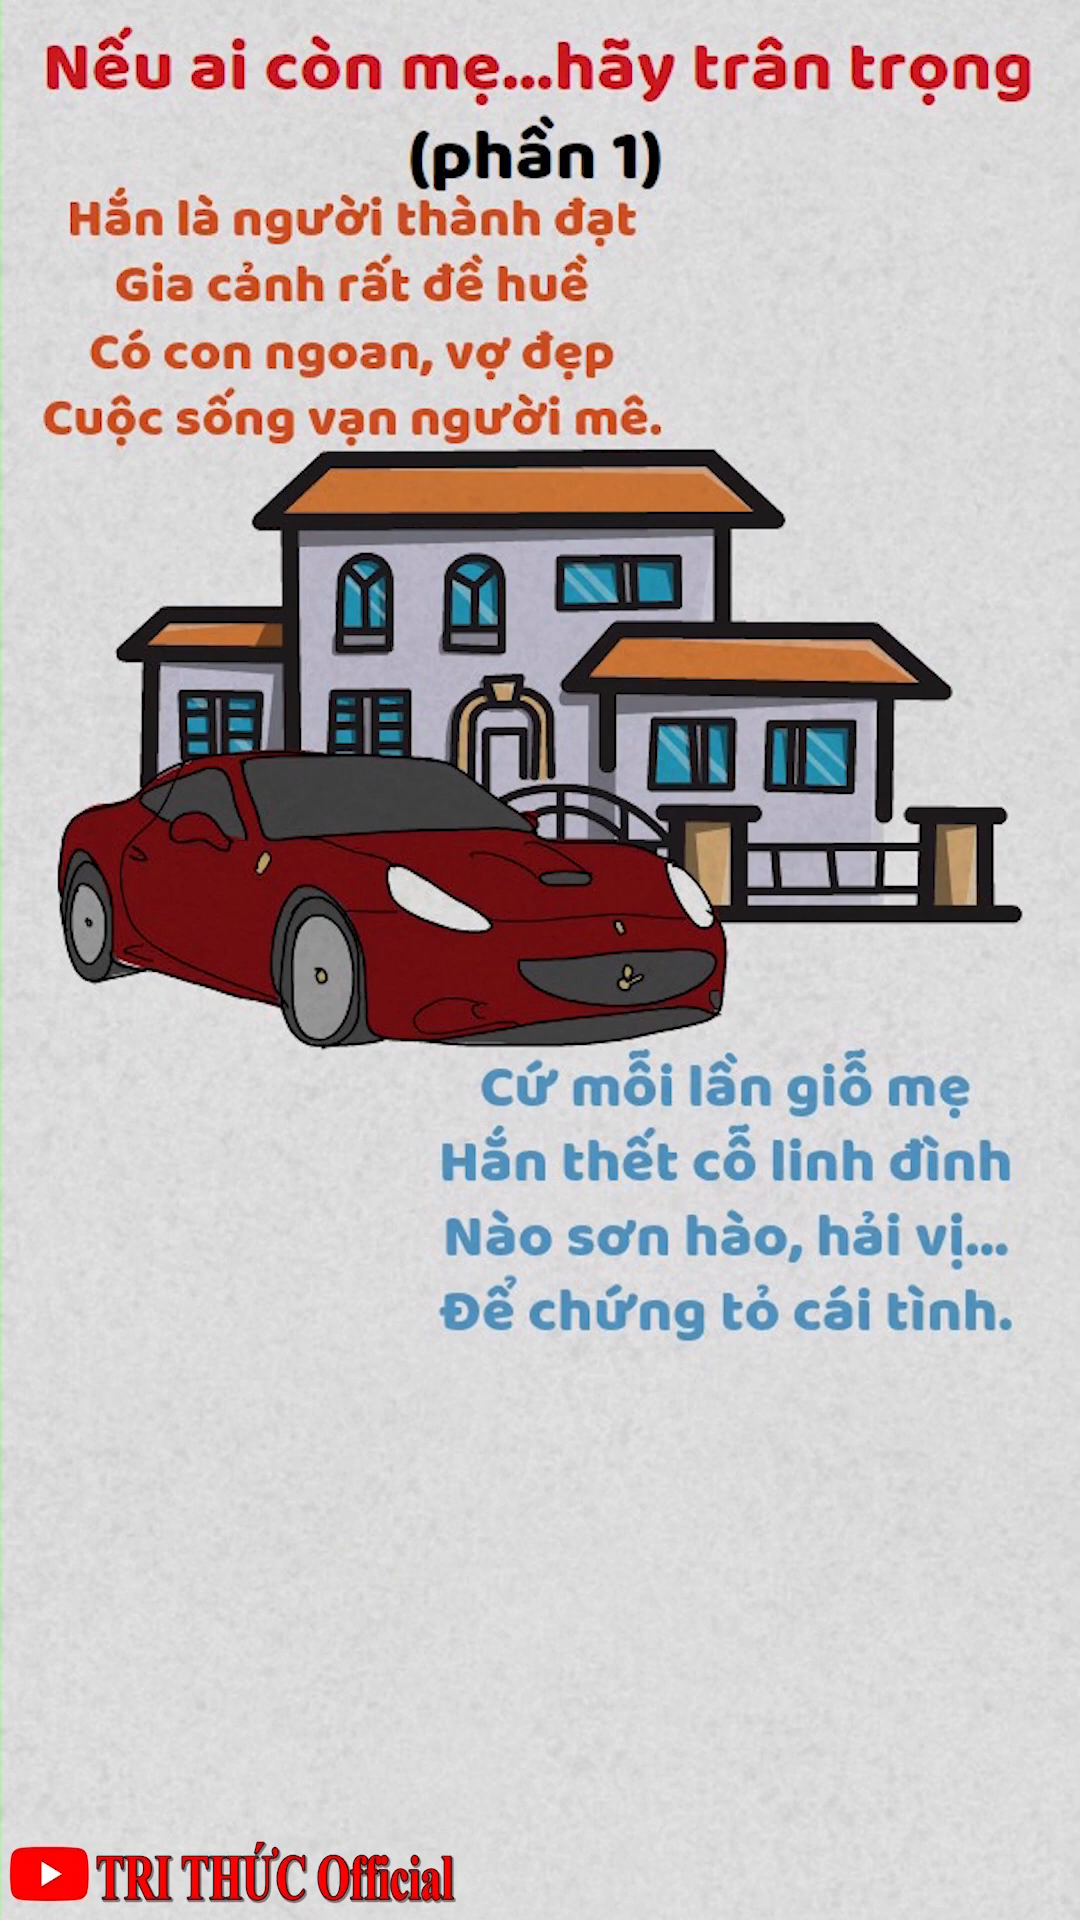 Nếu ai còn mẹ...hãy trân trọng
(phần 1)
Hắn là người thành đạt
Gia cảnh rất đề huề
Có con ngoan, vợ đẹp
Cuộc sống vạn người mê.
Cứ mỗi lần giỗ mẹ
Hắn thết cỗ linh đình
Nào sơn hào, hải vị...
Để chứng tỏ cái tình.
TRI THỨC Official